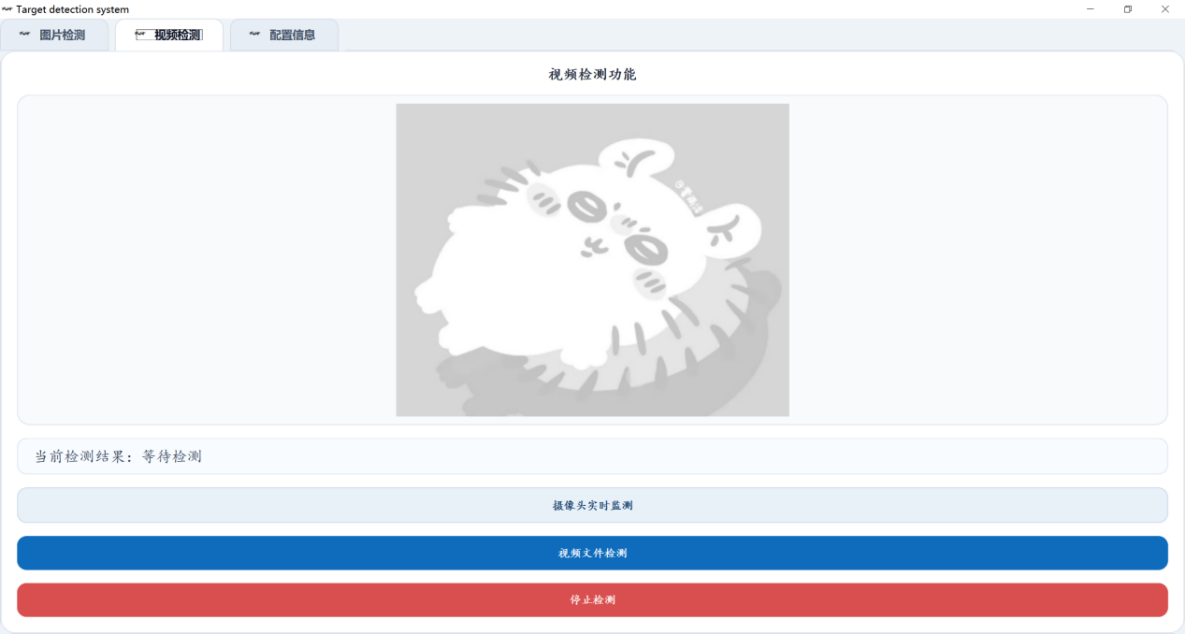 Target detection system
图片检测
视频检测
配置信息
视频检测功能
当前检测结果：等待检测
摄像头实时监测
视频文件检测
停止检测